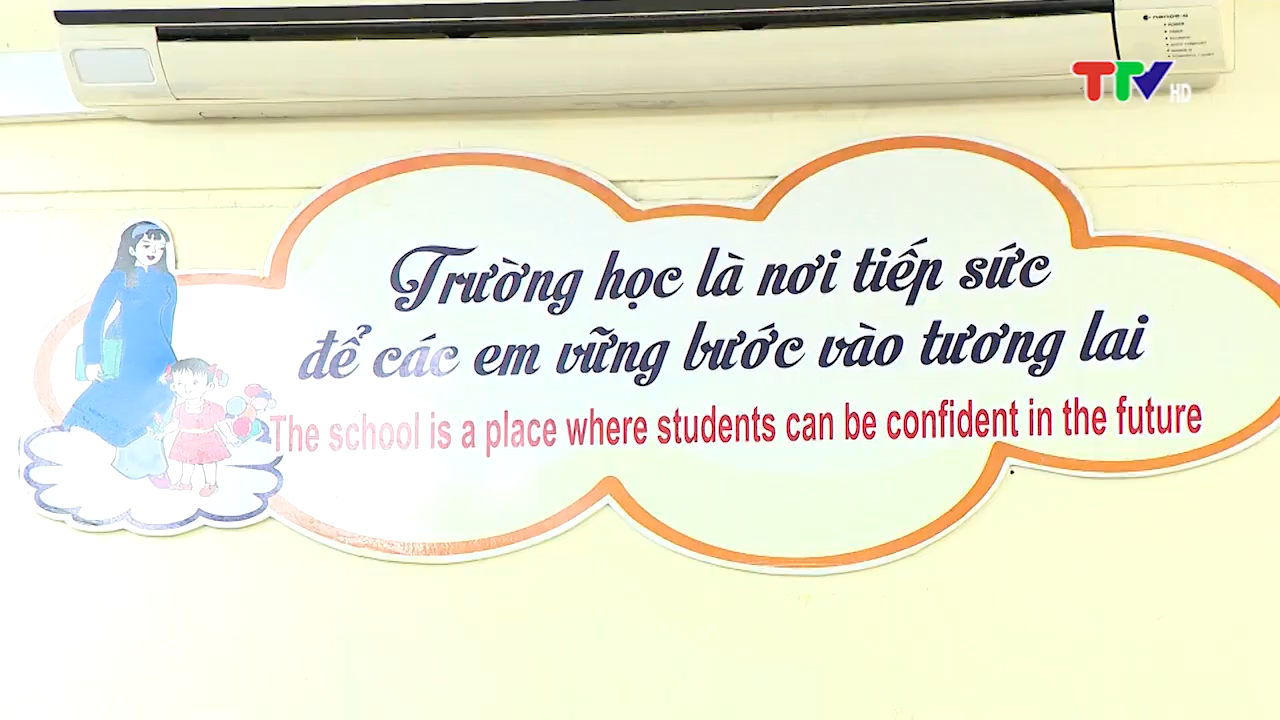 nanoe-G
TTV HD
Trường học là nơi tiếp sức
để các em vững bước vào tương lai
The school is a place where students can be confident in the future